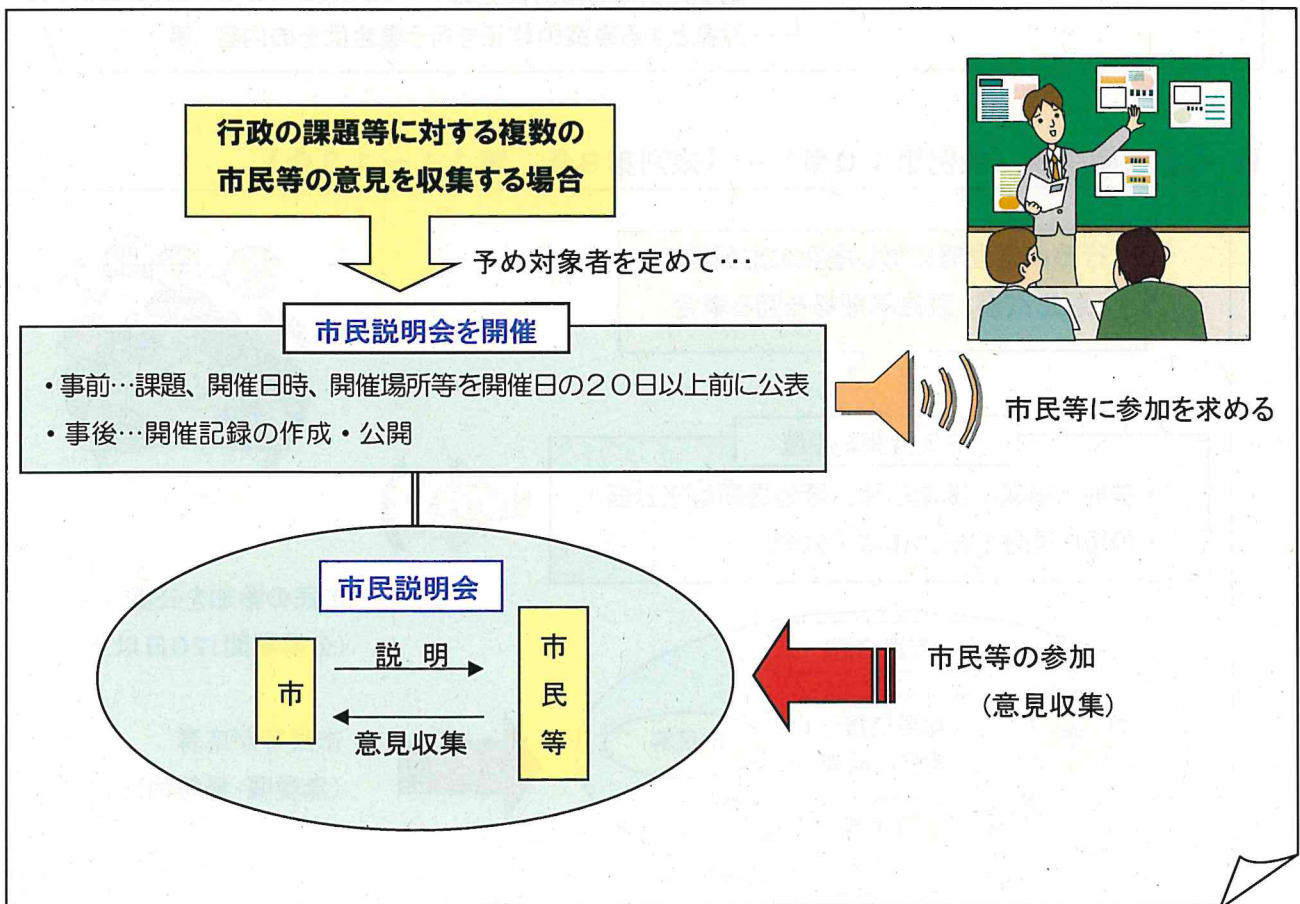 行政の課題等に対する複数の
市民等の意見を収集する場合
予め対象者を定めて…
市民説明会を開催
・事前…課題、開催日時、開催場所等を開催日の２０日以上前に公表
・事後…開催記録の作成・公開
市民等に参加を求める
市民説明会
市
説 明
意見収集
市民等
市民等の参加
(意見収集)